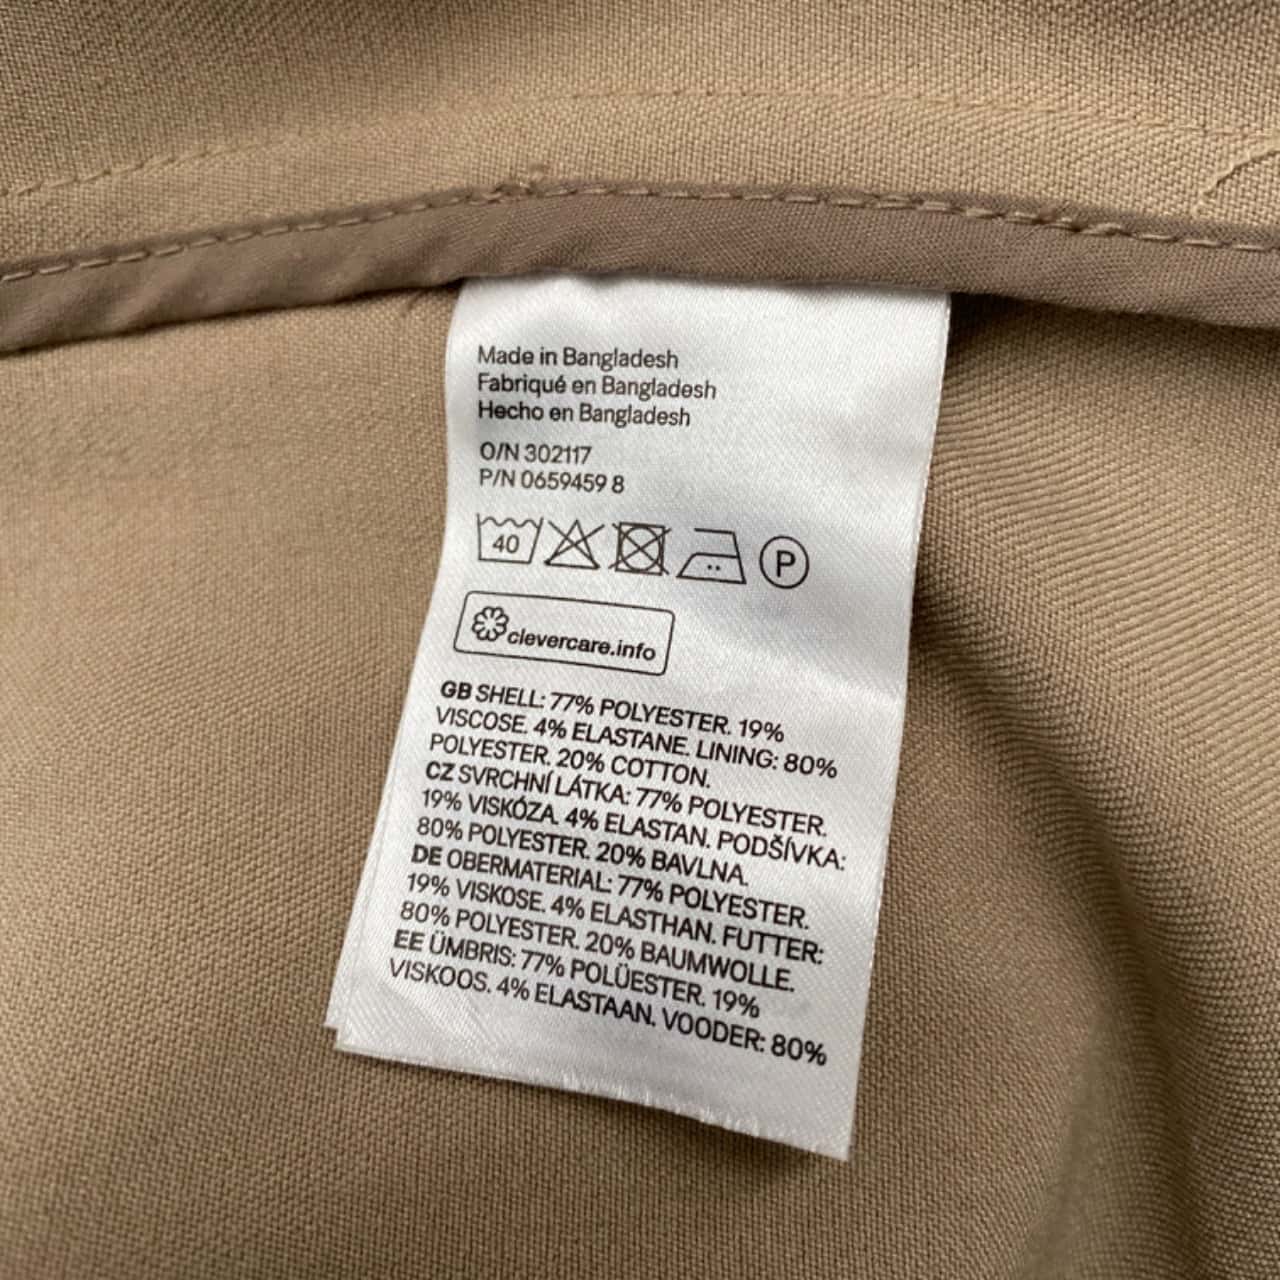 Made in Bangladesh
Fabriqué en Bangladesh
Hecho en Bangladesh
O/N 302117
P/N 0659459 8
40
P
clevercare.info
GB SHELL: 77% POLYESTER. 19%
VISCOSE. 4% ELASTANE. LINING: 80%
POLYESTER. 20% COTTON.
CZ SVRCHNÍ LÁTKA: 77% POLYESTER.
19% VISKÓZA. 4% ELASTAN. PODŠÍVKA:
80% POLYESTER. 20% BAVLNA.
DE OBERMATERIAL: 77% POLYESTER.
19% VISKOSE. 4% ELASTHAN. FUTTER:
80% POLYESTER. 20% BAUMWOLLE.
EE ÜMBRIS: 77% POLÜESTER. 19%
VISKOOS. 4% ELASTAAN. VOODER: 80%